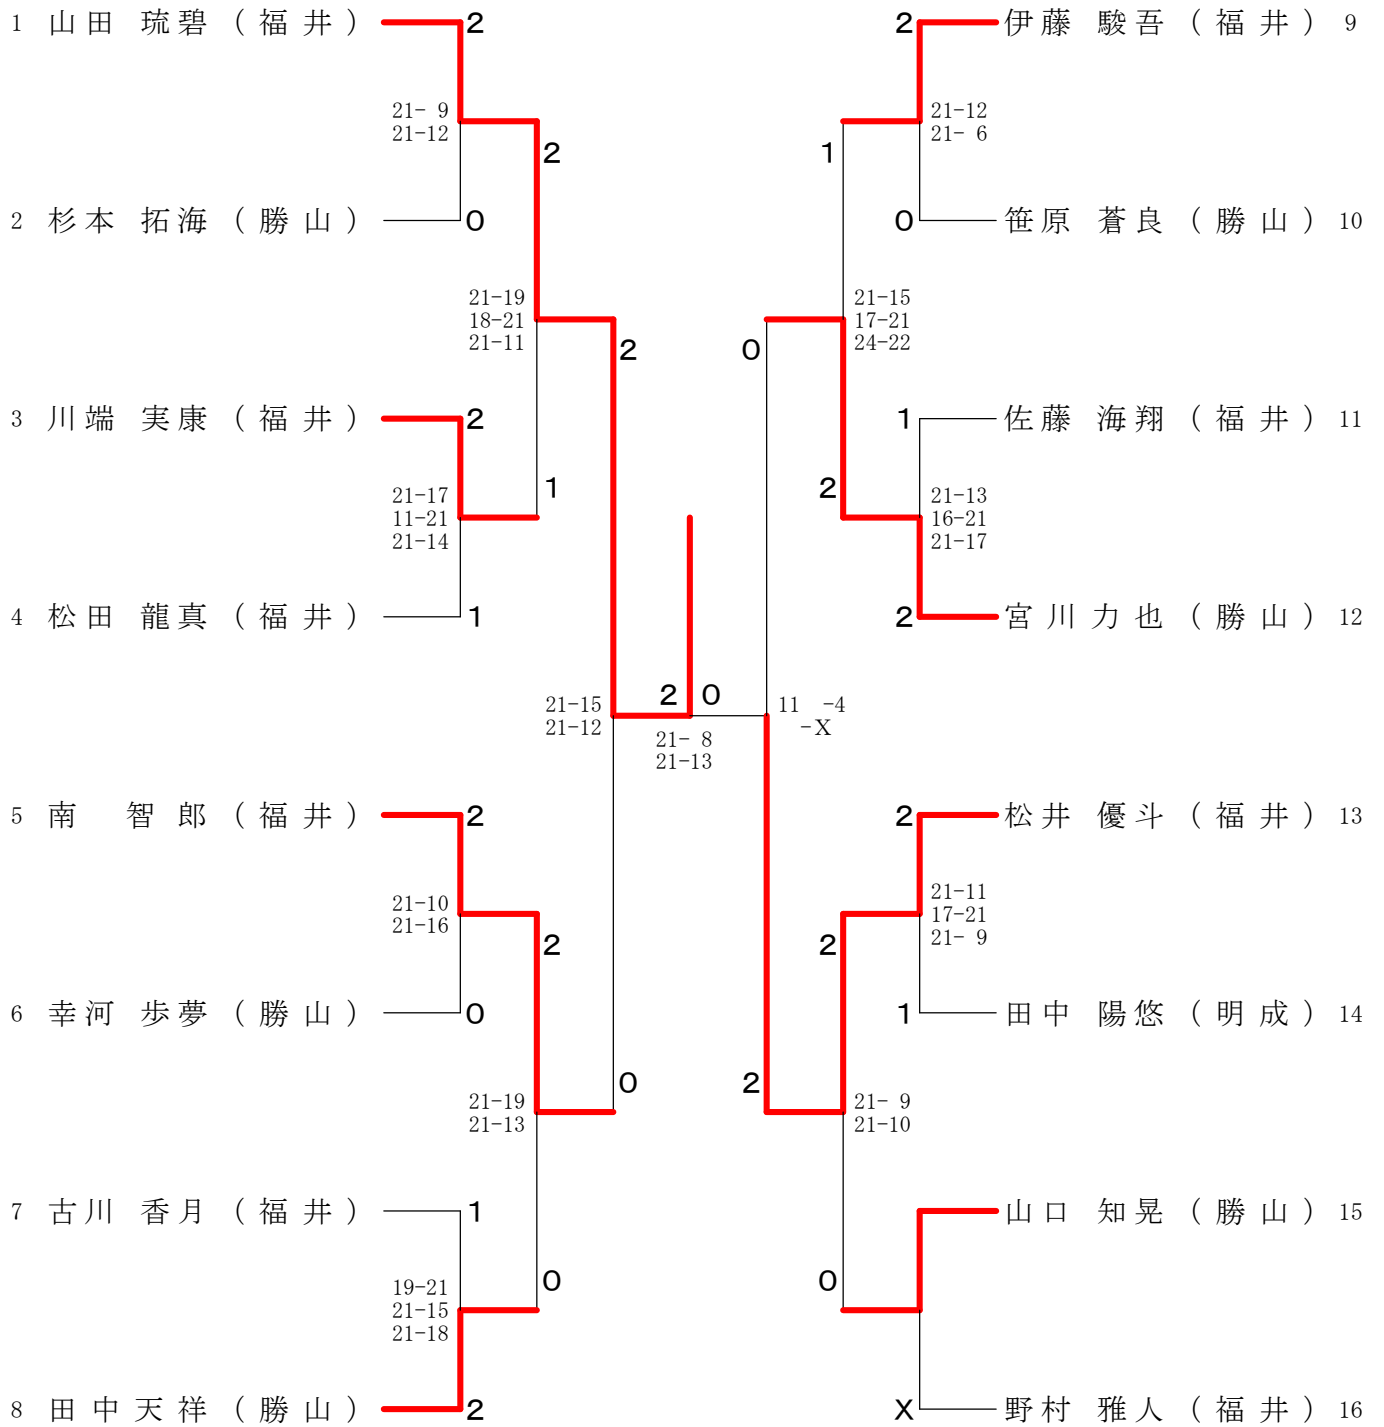 1 山田 琉碧 (福井) 2
2 伊藤 駿吾 (福井) 9
21- 9
21-12
21-12
21- 6
2
1
2 杉本 拓海 (勝山) 0
0 笹原 蒼良 (勝山) 10
21-19
18-21
21-11
21-15
17-21
24-22
2
0
3 川端 実康 (福井) 2
1 佐藤 海翔 (福井) 11
1
2
21-17
11-21
21-14
21-13
16-21
21-17
4 松田 龍真 (福井) 1
2 宮川力也 (勝山) 12
21-15
21-12
2 0
21- 8
21-13
11 -4
-X
5 南 智郎 (福井) 2
2 松井 優斗 (福井) 13
21-10
21-16
21-11
17-21
21- 9
2
2
6 幸河 歩夢 (勝山) 0
1 田中 陽悠 (明成) 14
0
2
21-19
21-13
21- 9
21-10
7 古川 香月 (福井) 1
山口 知晃 (勝山) 15
0
0
19-21
21-15
21-18
8 田中天祥 (勝山) 2
X 野村 雅人 (福井) 16